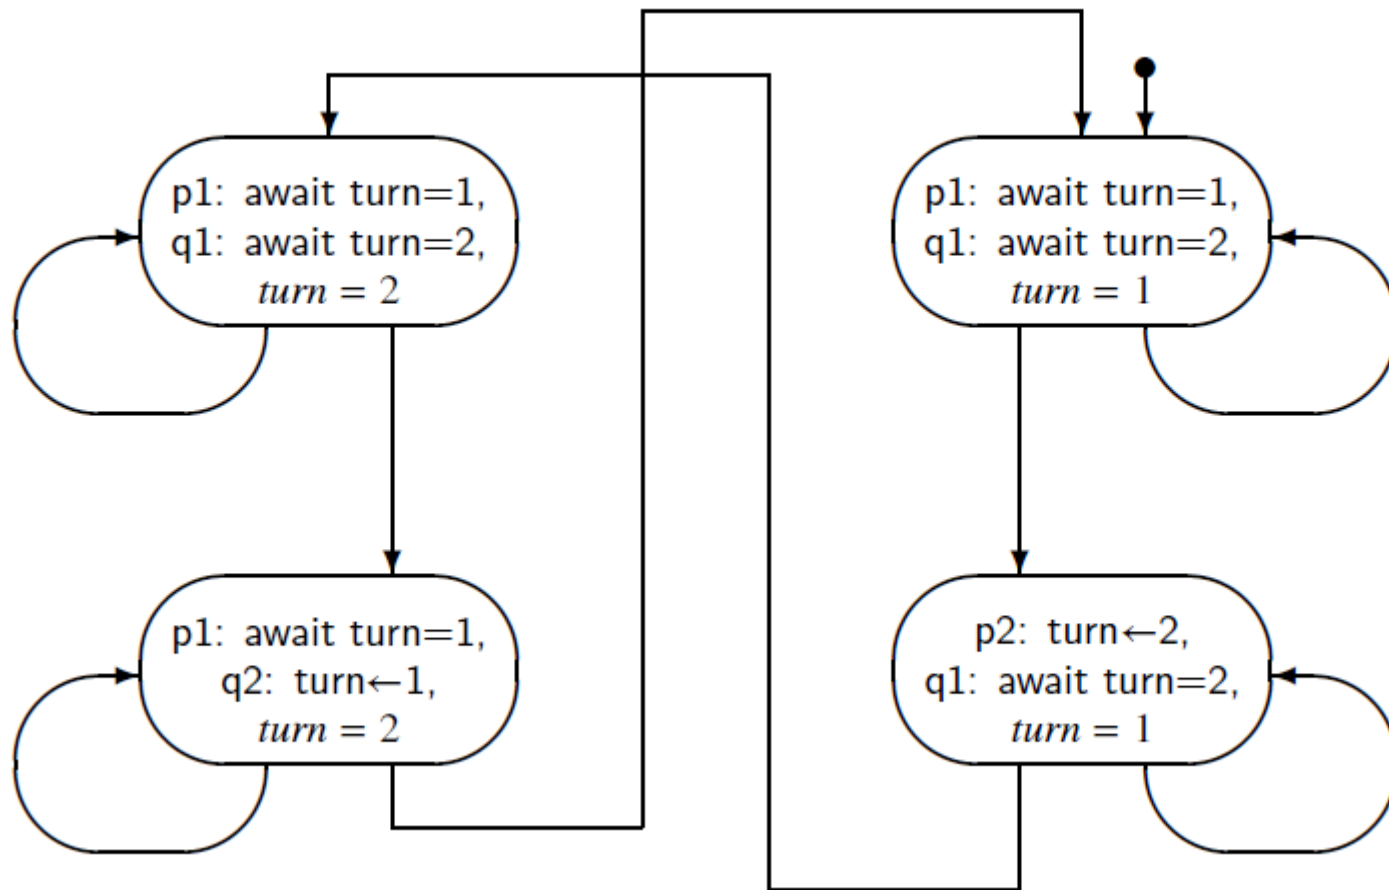 p1: await turn=1,
q1: await turn=2,
turn = 2
p1: await turn=1,
q1: await turn=2,
turn = 1
p1: await turn=1,
q2: turn←1,
turn = 2
p2: turn←2,
q1: await turn=2,
turn = 1